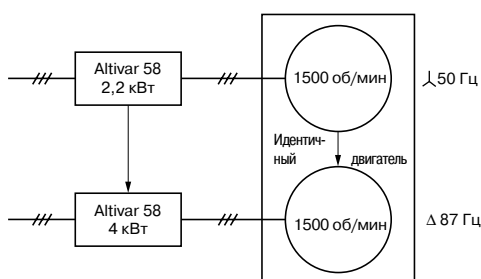 Altivar 58
2,2 кВт
1500 об/мин
⅄ 50 Гц
Идентич-
ный двигатель
Altivar 58
4 кВт
1500 об/мин
Δ 87 Гц